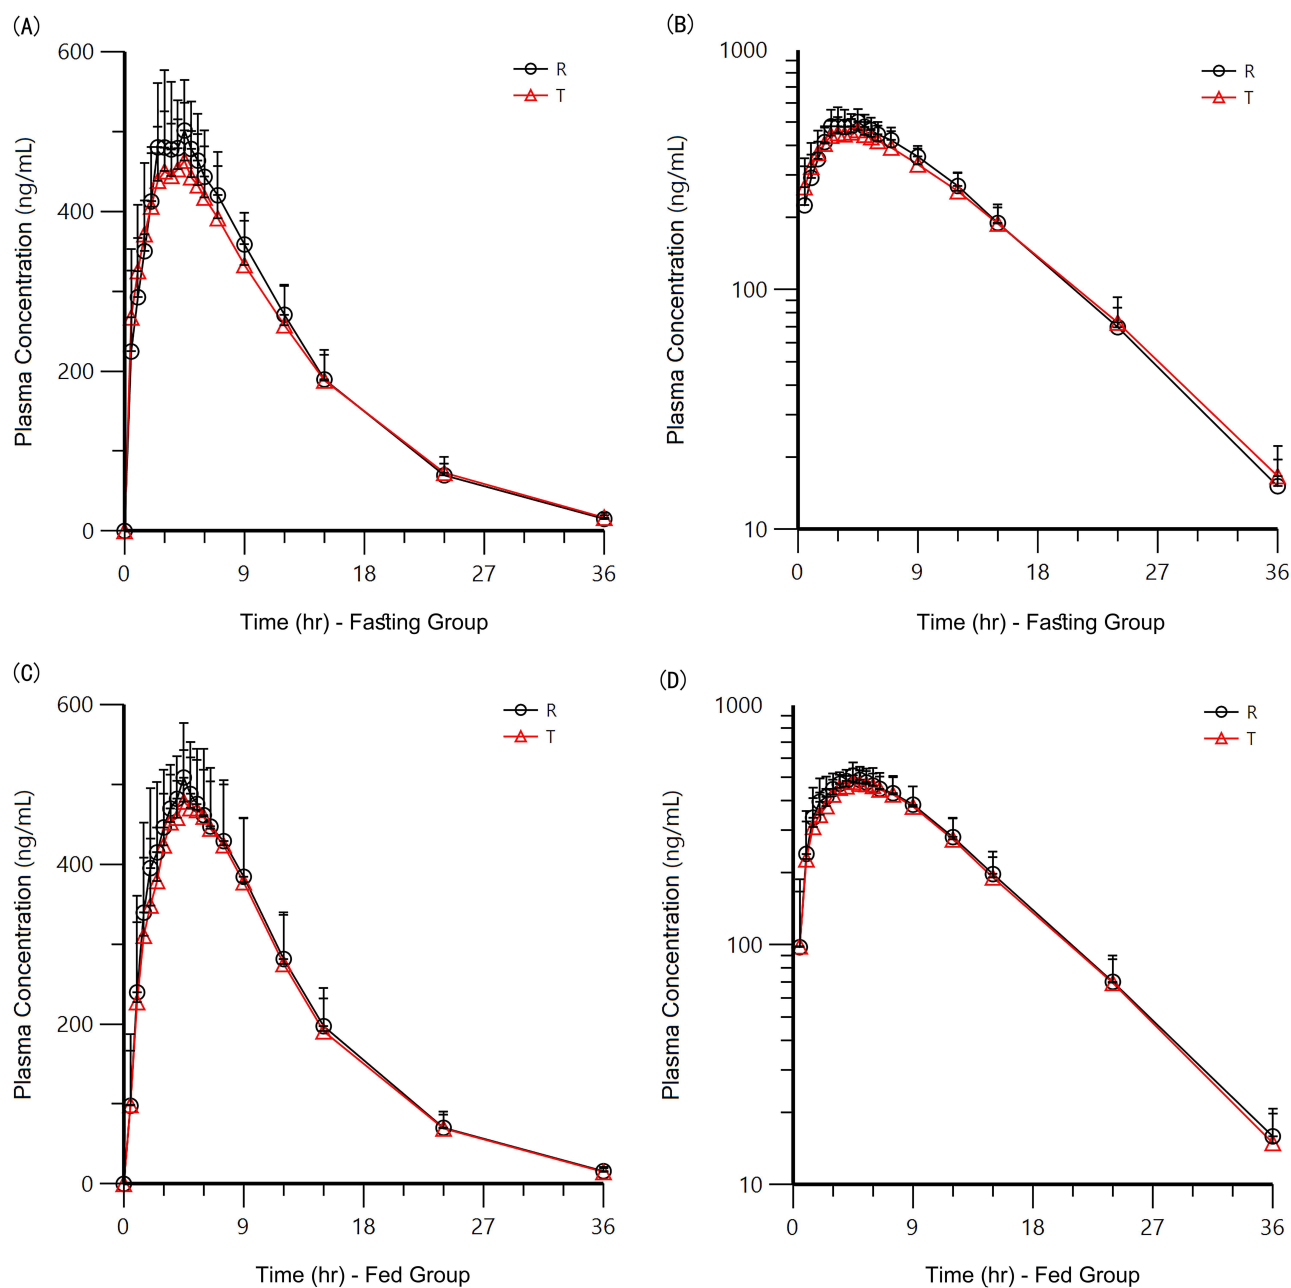 (A)
600
400
200
0
0 9 18 27 36
Plasma Concentration (ng/mL)
Time (hr) - Fasting Group
R
T
(B)
1000
100
10
0 9 18 27 36
Plasma Concentration (ng/mL)
Time (hr) - Fasting Group
R
T
(C)
600
400
200
0
0 9 18 27 36
Plasma Concentration (ng/mL)
Time (hr) - Fed Group
R
T
(D)
1000
100
10
0 9 18 27 36
Plasma Concentration (ng/mL)
Time (hr) - Fed Group
R
T